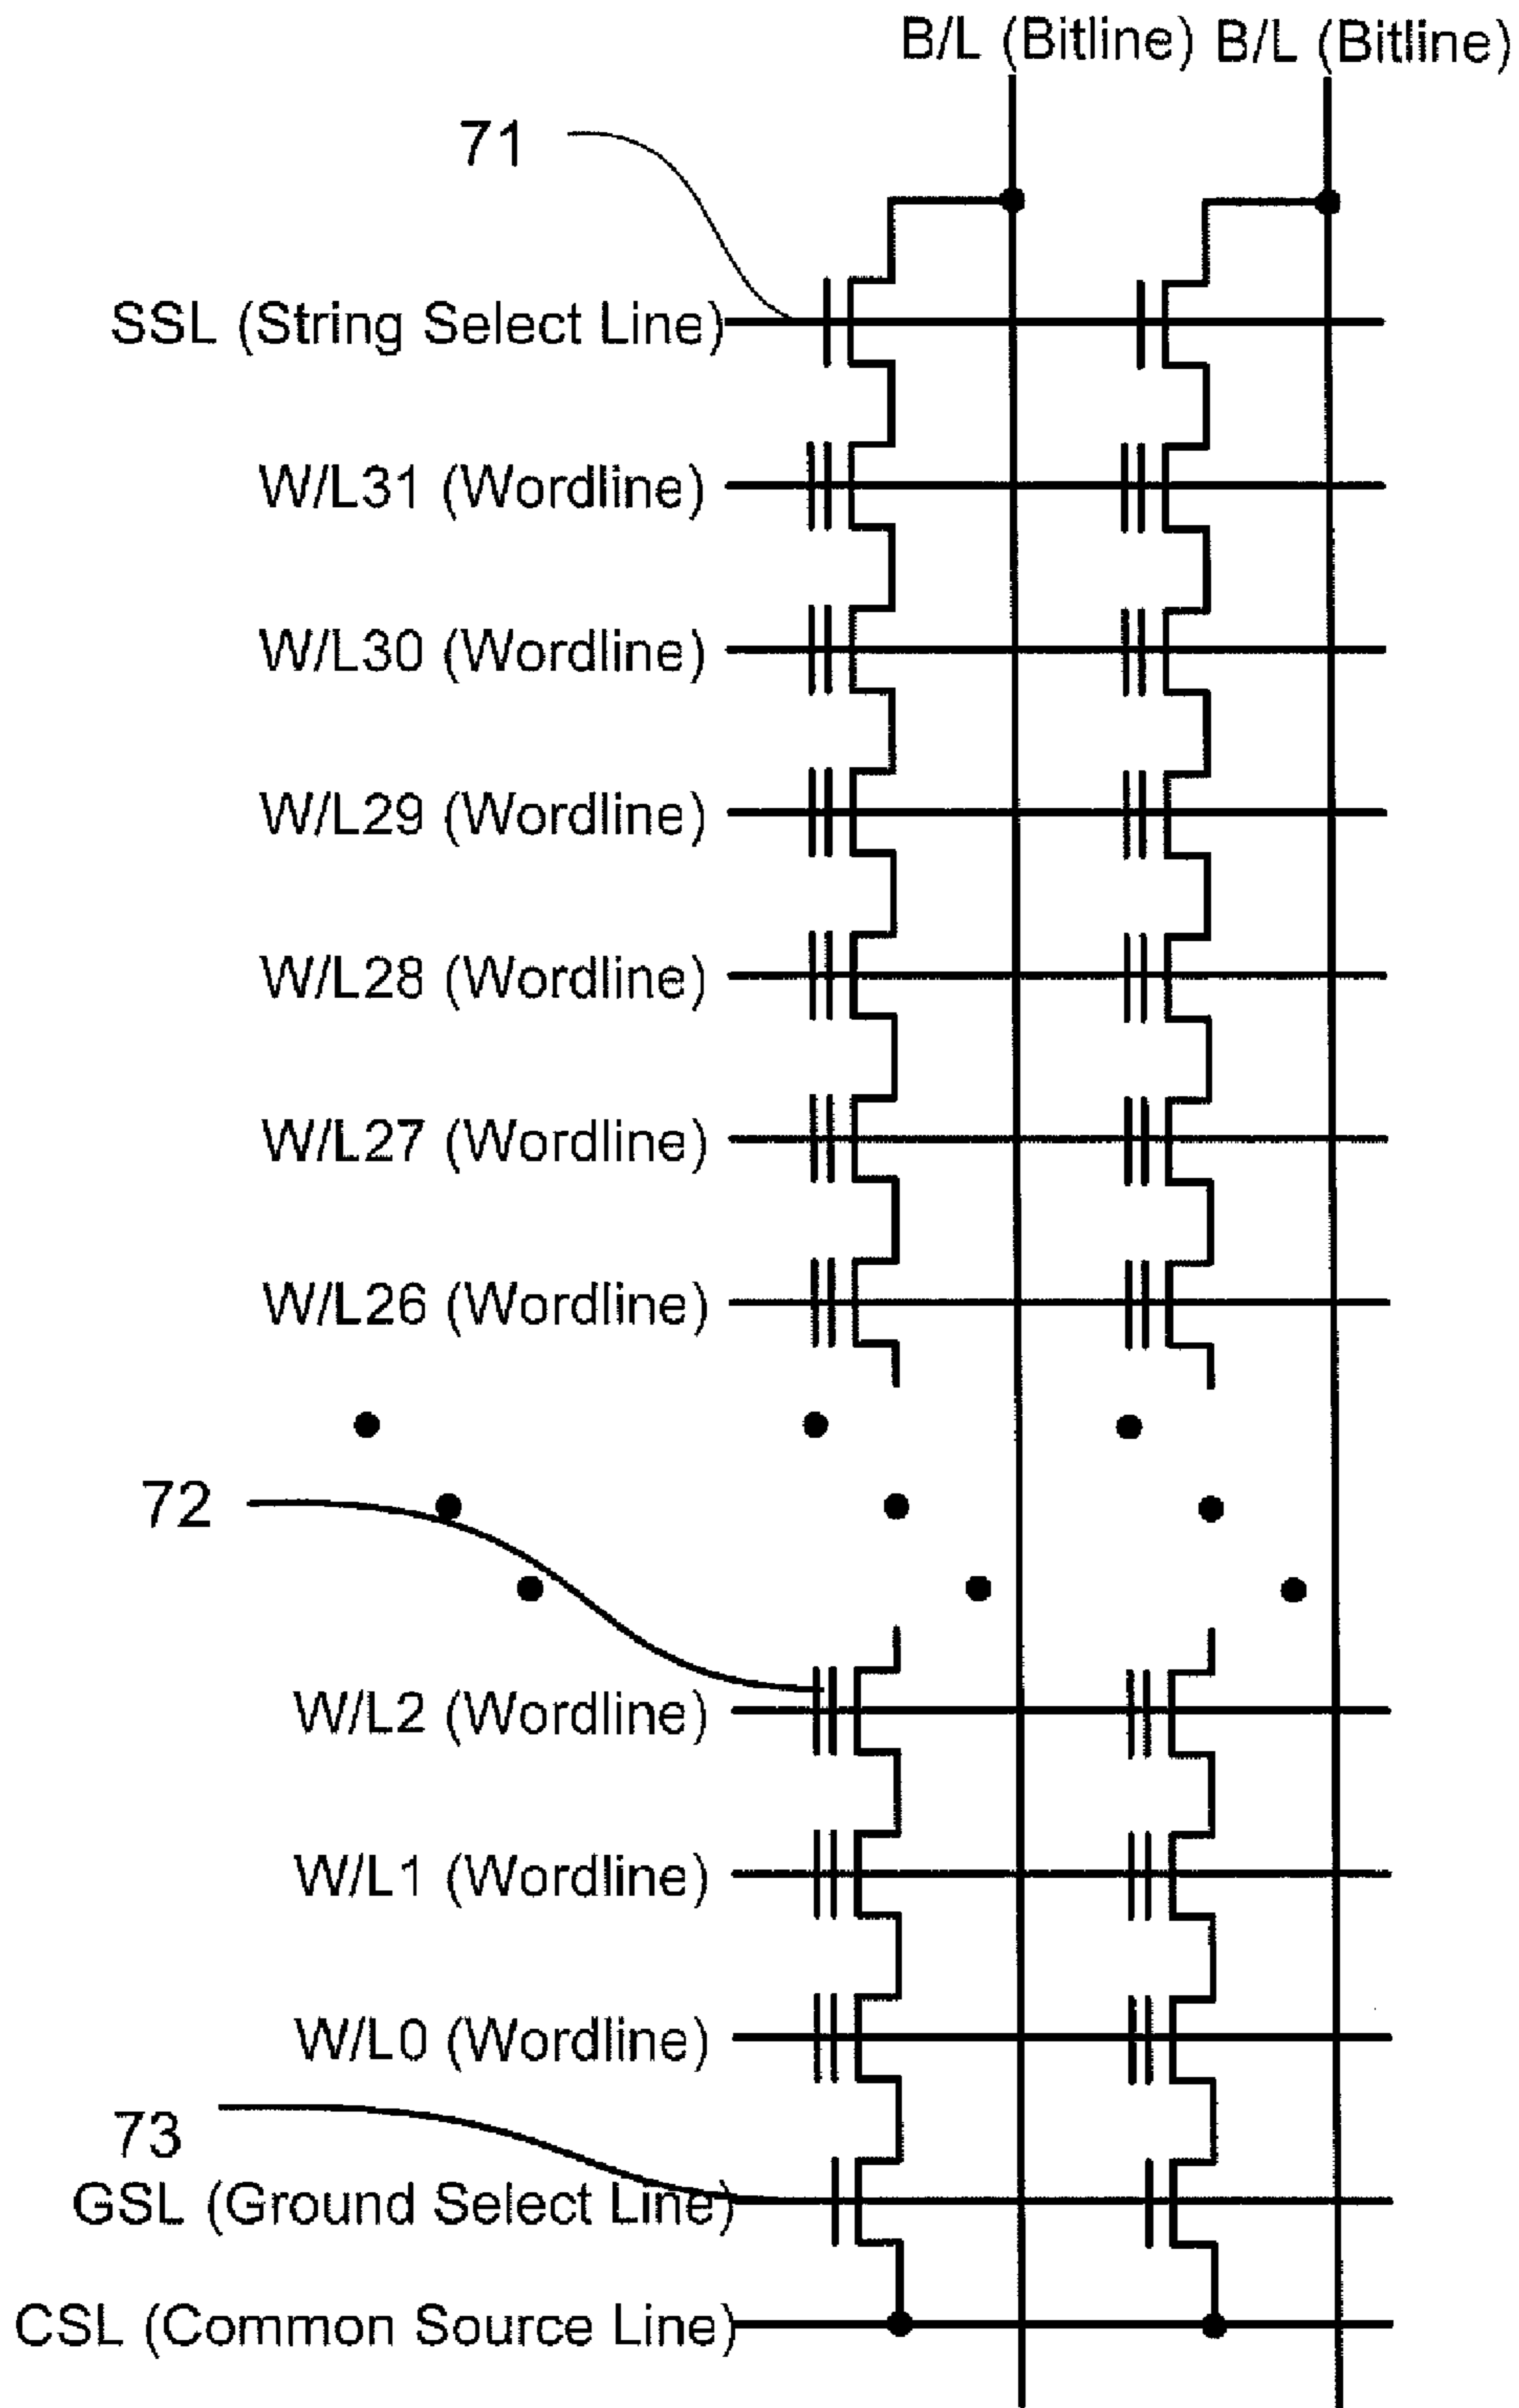 B/L (Bitline) B/L (Bitline)
71
SSL (String Select Line)
W/L31 (Wordline)
W/L30 (Wordline)
W/L29 (Wordline)
W/L28 (Wordline)
W/L27 (Wordline)
W/L26 (Wordline)
72
W/L2 (Wordline)
W/L1 (Wordline)
W/L0 (Wordline)
73
GSL (Ground Select Line)
CSL (Common Source Line)